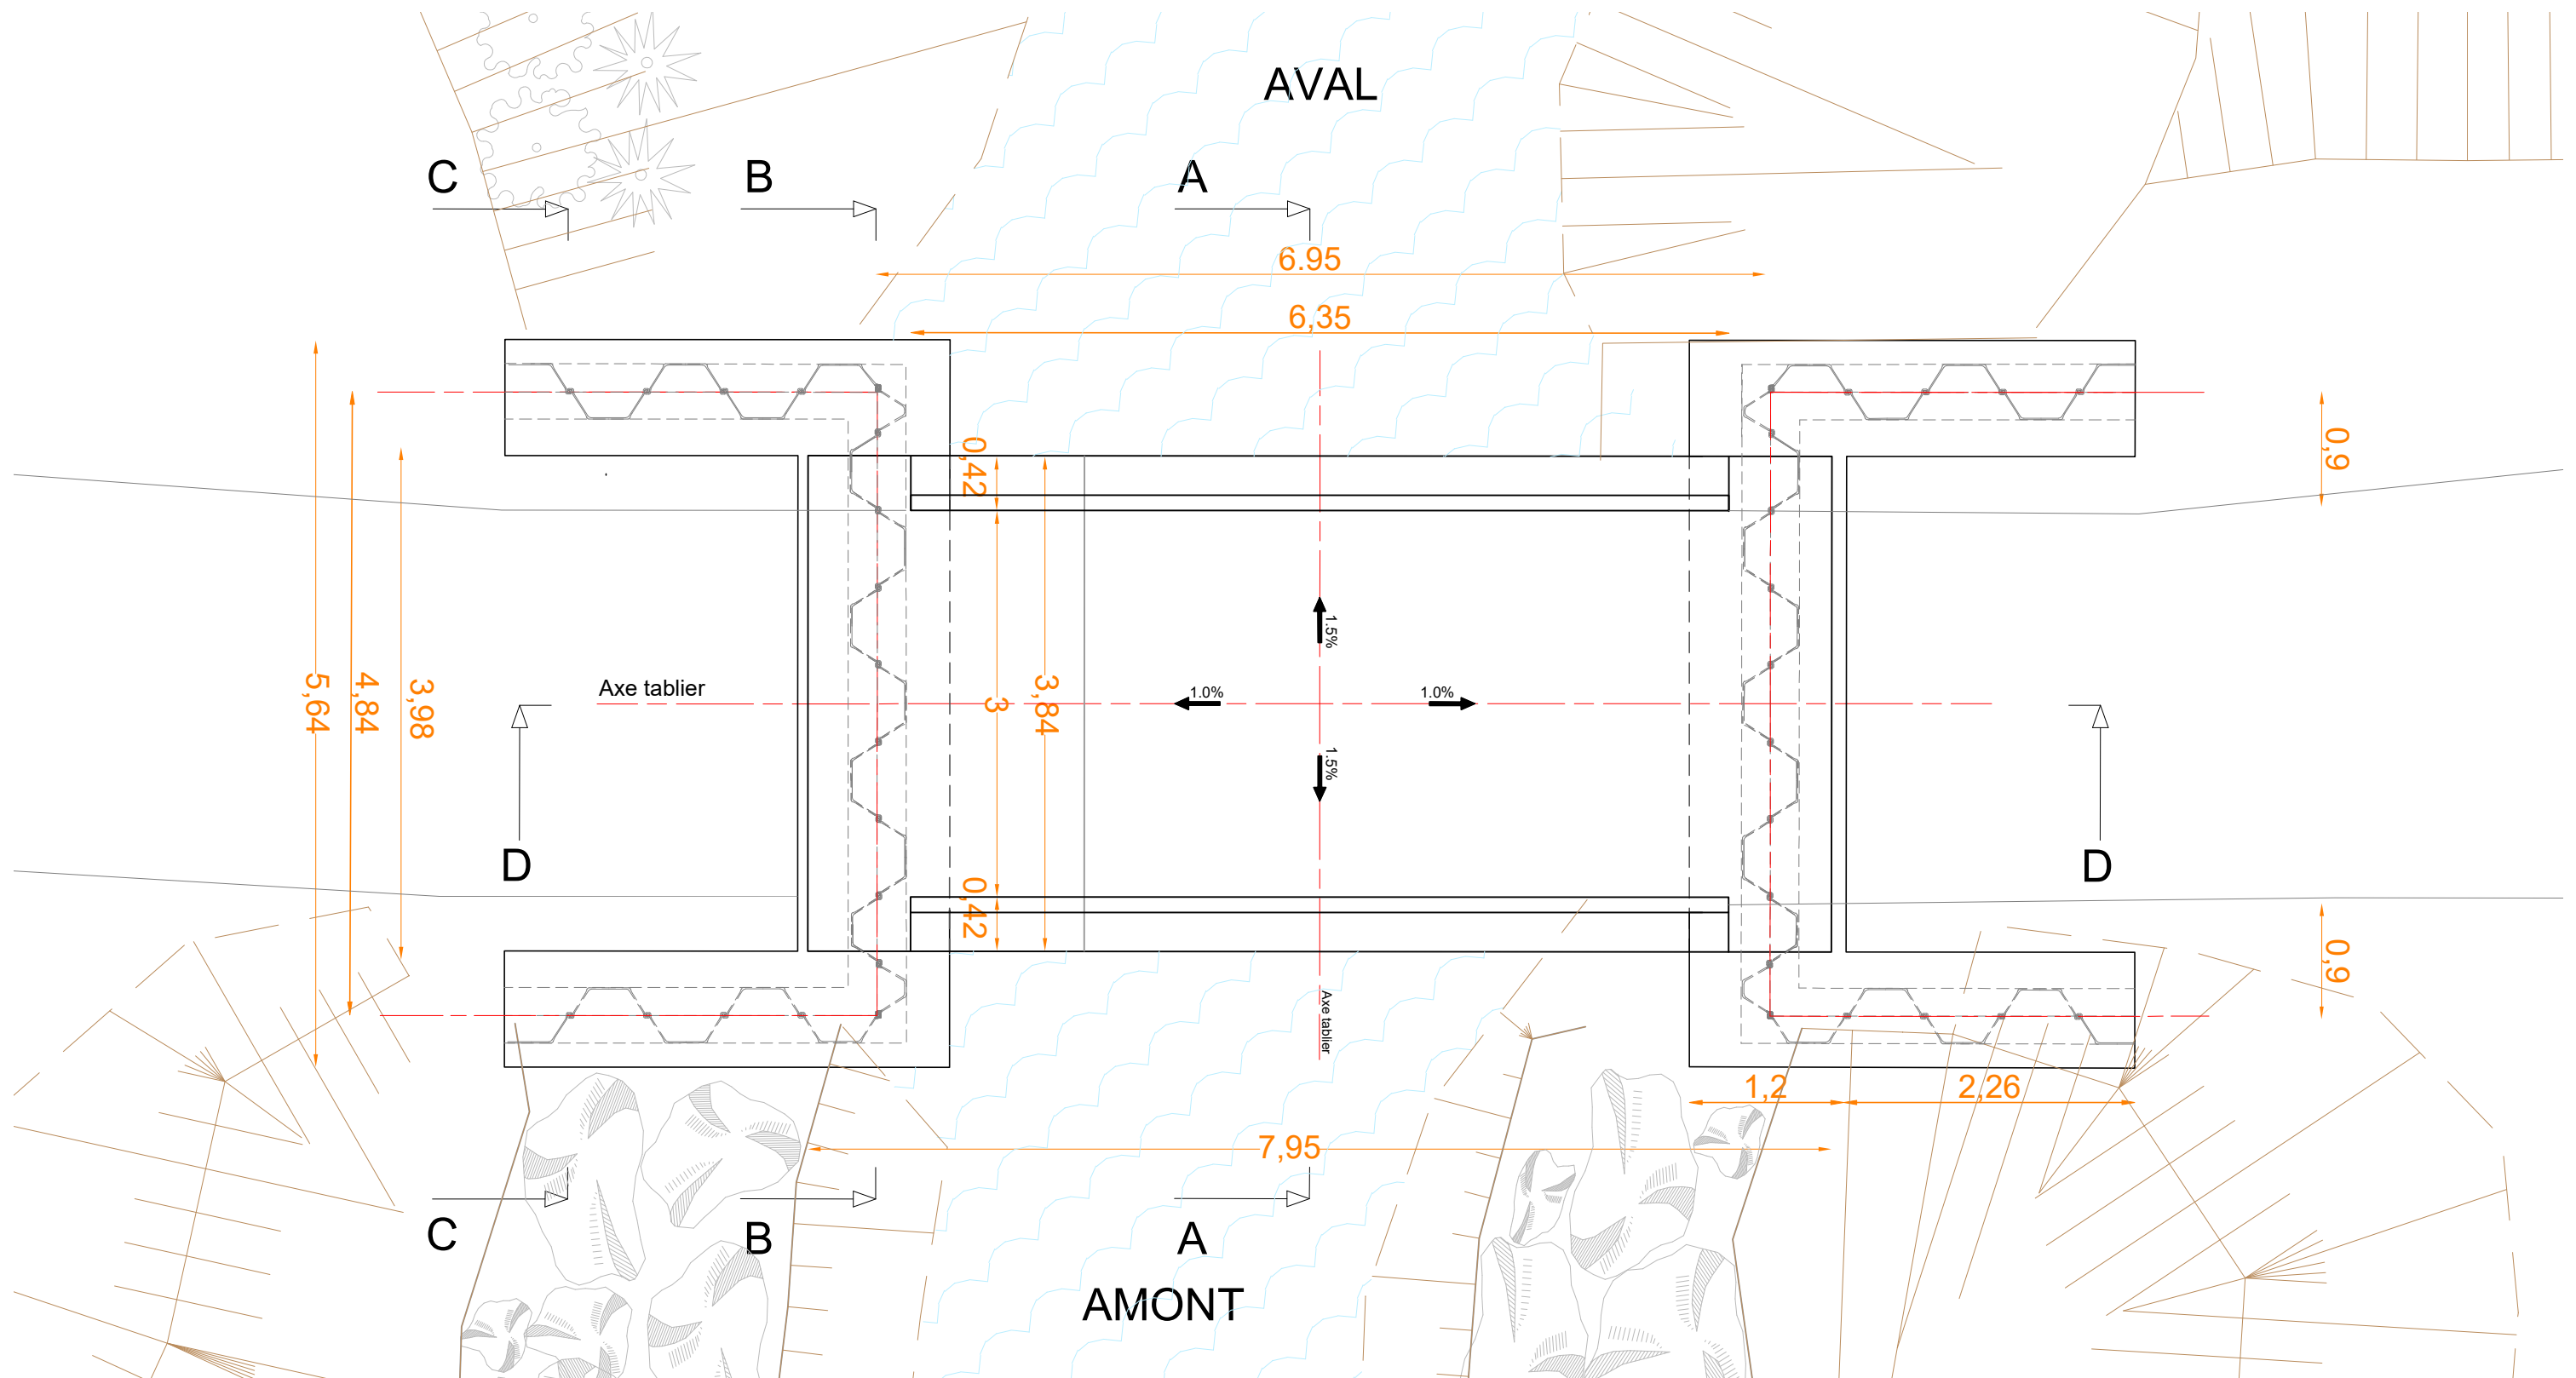 AVAL
C
B
A
6.95
6,35
0,42
0,9
1.5%
5,64
4,84
3,98
Axe tablier
3
3,84
1.0%
1.0%
1.5%
D
D
0,42
0,9
Axe tablier
1,2
2,26
7,95
C
B
A
AMONT